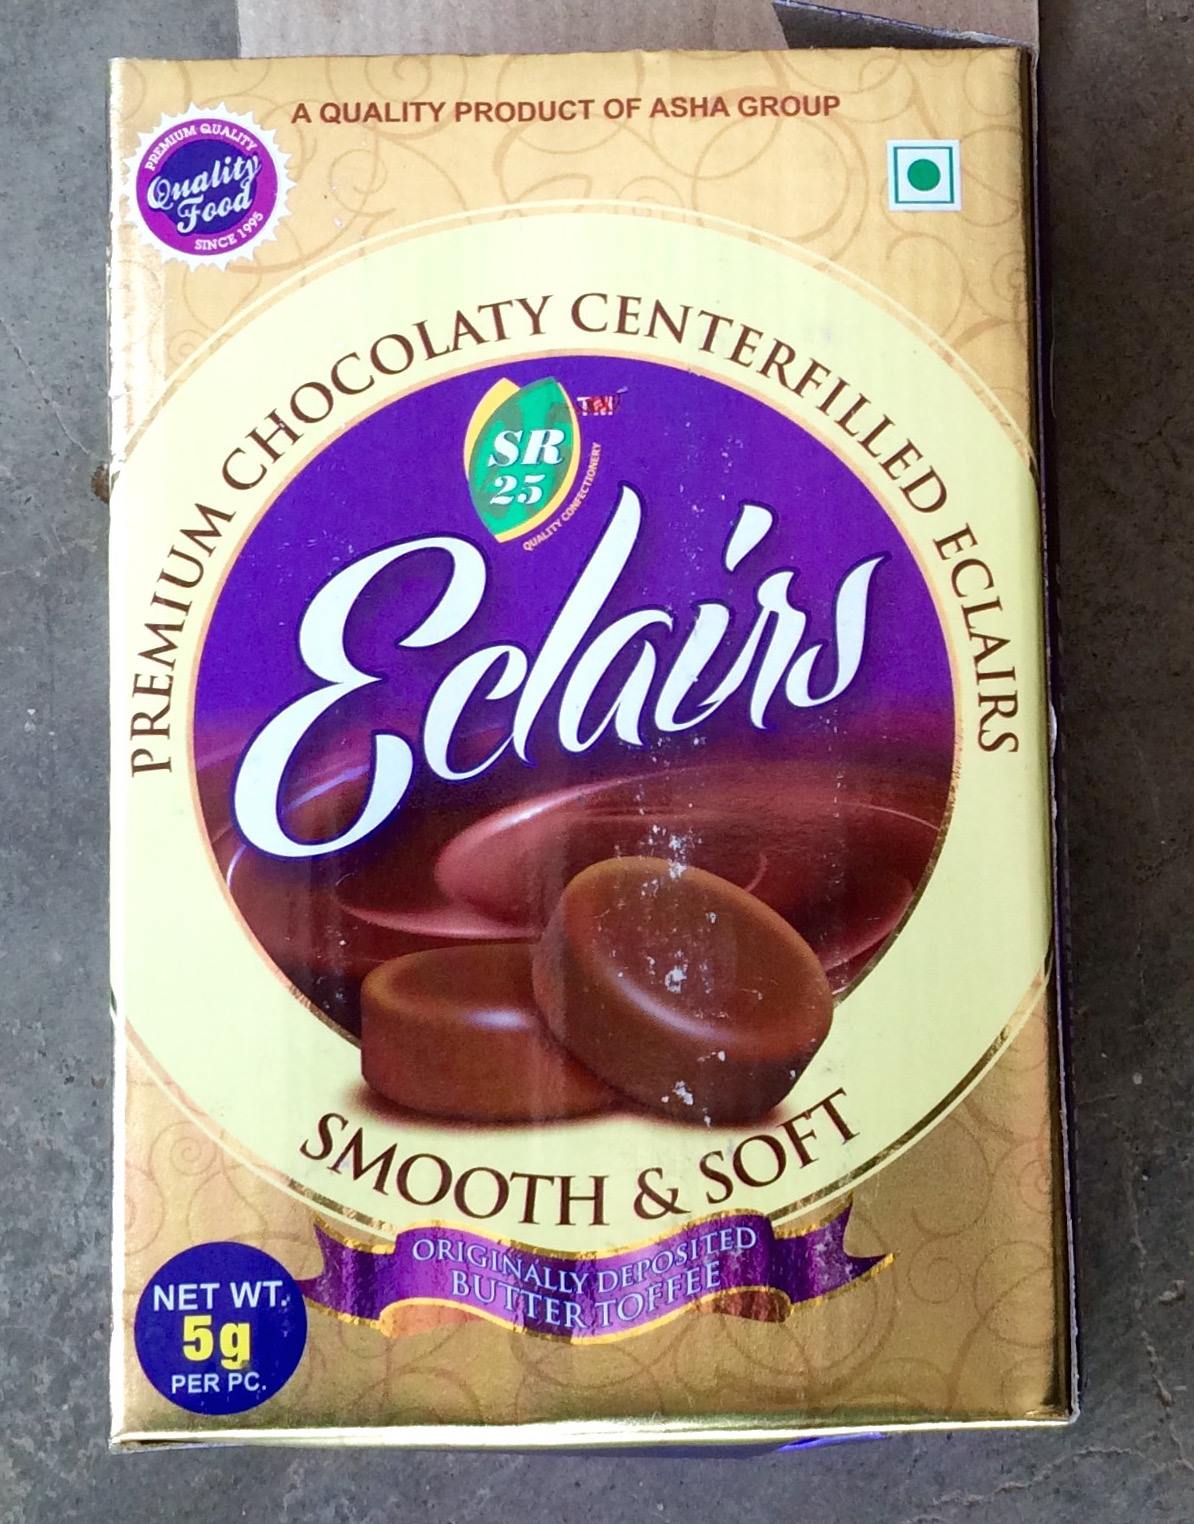 A QUALITY PRODUCT OF ASHA GROUP
PREMIUM QUALITY
Quality
Food
SINCE 1995
PREMIUM CHOCOLATY CENTERFILLED ECLAIRS
SR
25
TM
QUALITY CONFECTIONERY
Eclairs
SMOOTH & SOFT
ORIGINALLY DEPOSITED
BUTTER TOFFEE
NET WT.
5g
PER PC.